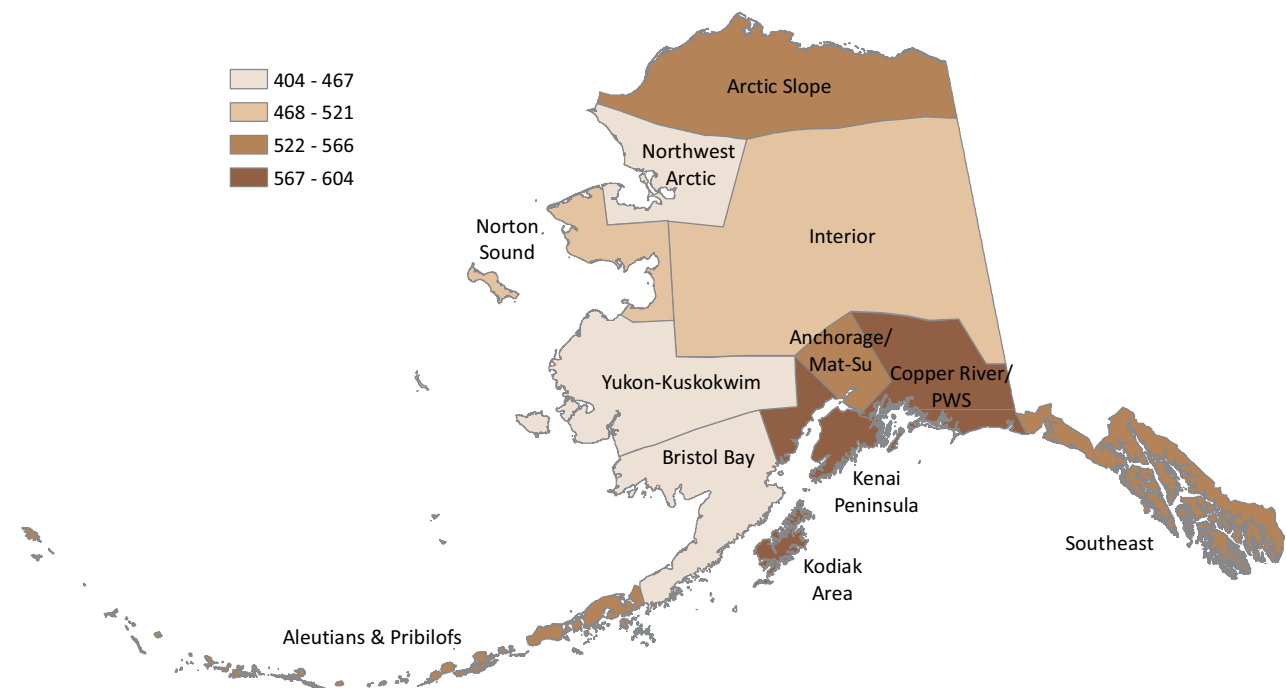 404 - 467
468 - 521
522 - 566
567 - 604
Arctic Slope
Northwest
Arctic
Norton
Sound
Interior
Anchorage/
Mat-Su
Copper River/
PWS
Yukon-Kuskokwim
Bristol Bay
Kenai
Peninsula
Southeast
Kodiak
Area
Aleutians & Pribilofs